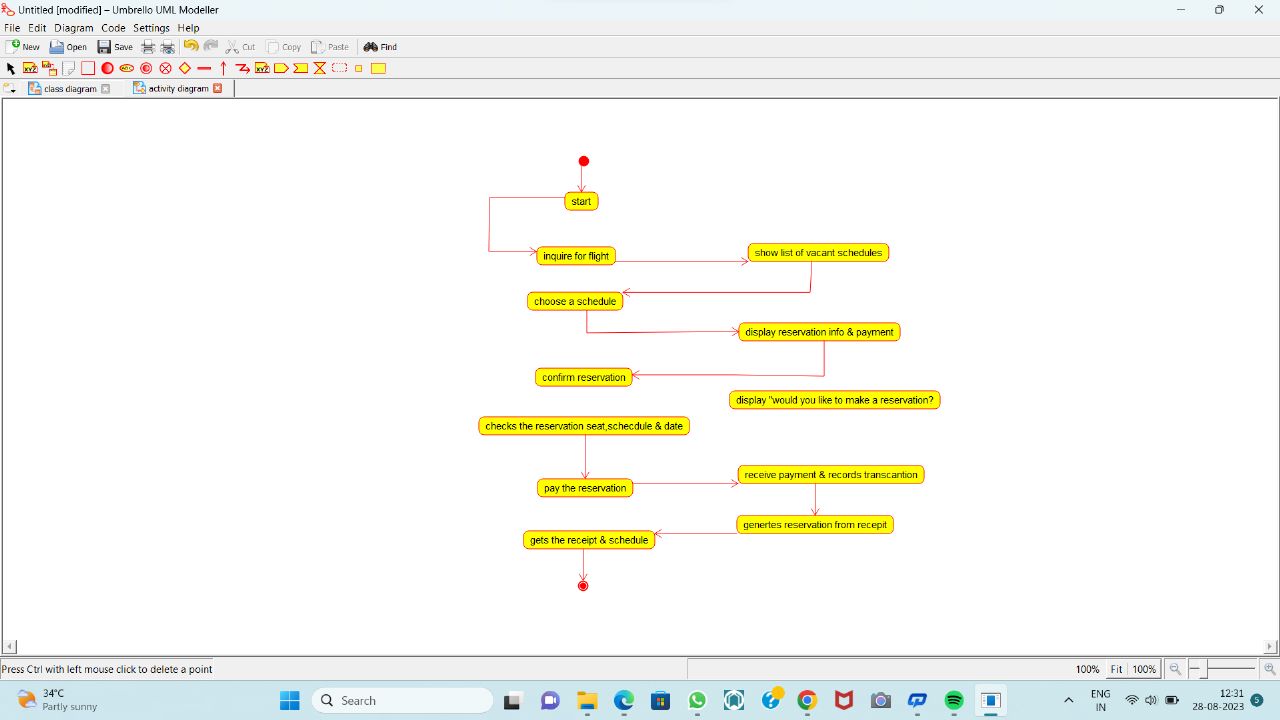 Untitled [modified] – Umbrello UML Modeller
File Edit Diagram Code Settings Help
New Open Save Cut Copy Paste Find
class diagram activity diagram
start
inquire for flight show list of vacant schedules
choose a schedule
display reservation info & payment
confirm reservation
display "would you like to make a reservation?
checks the reservation seat,schecdule & date
receive payment & records transcantion
pay the reservation
genertes reservation from recepit
gets the receipt & schedule
Press Ctrl with left mouse click to delete a point 100% Fit 100%
34°C
Partly sunny
Search
ENG
IN
12:31
28-08-2023
5